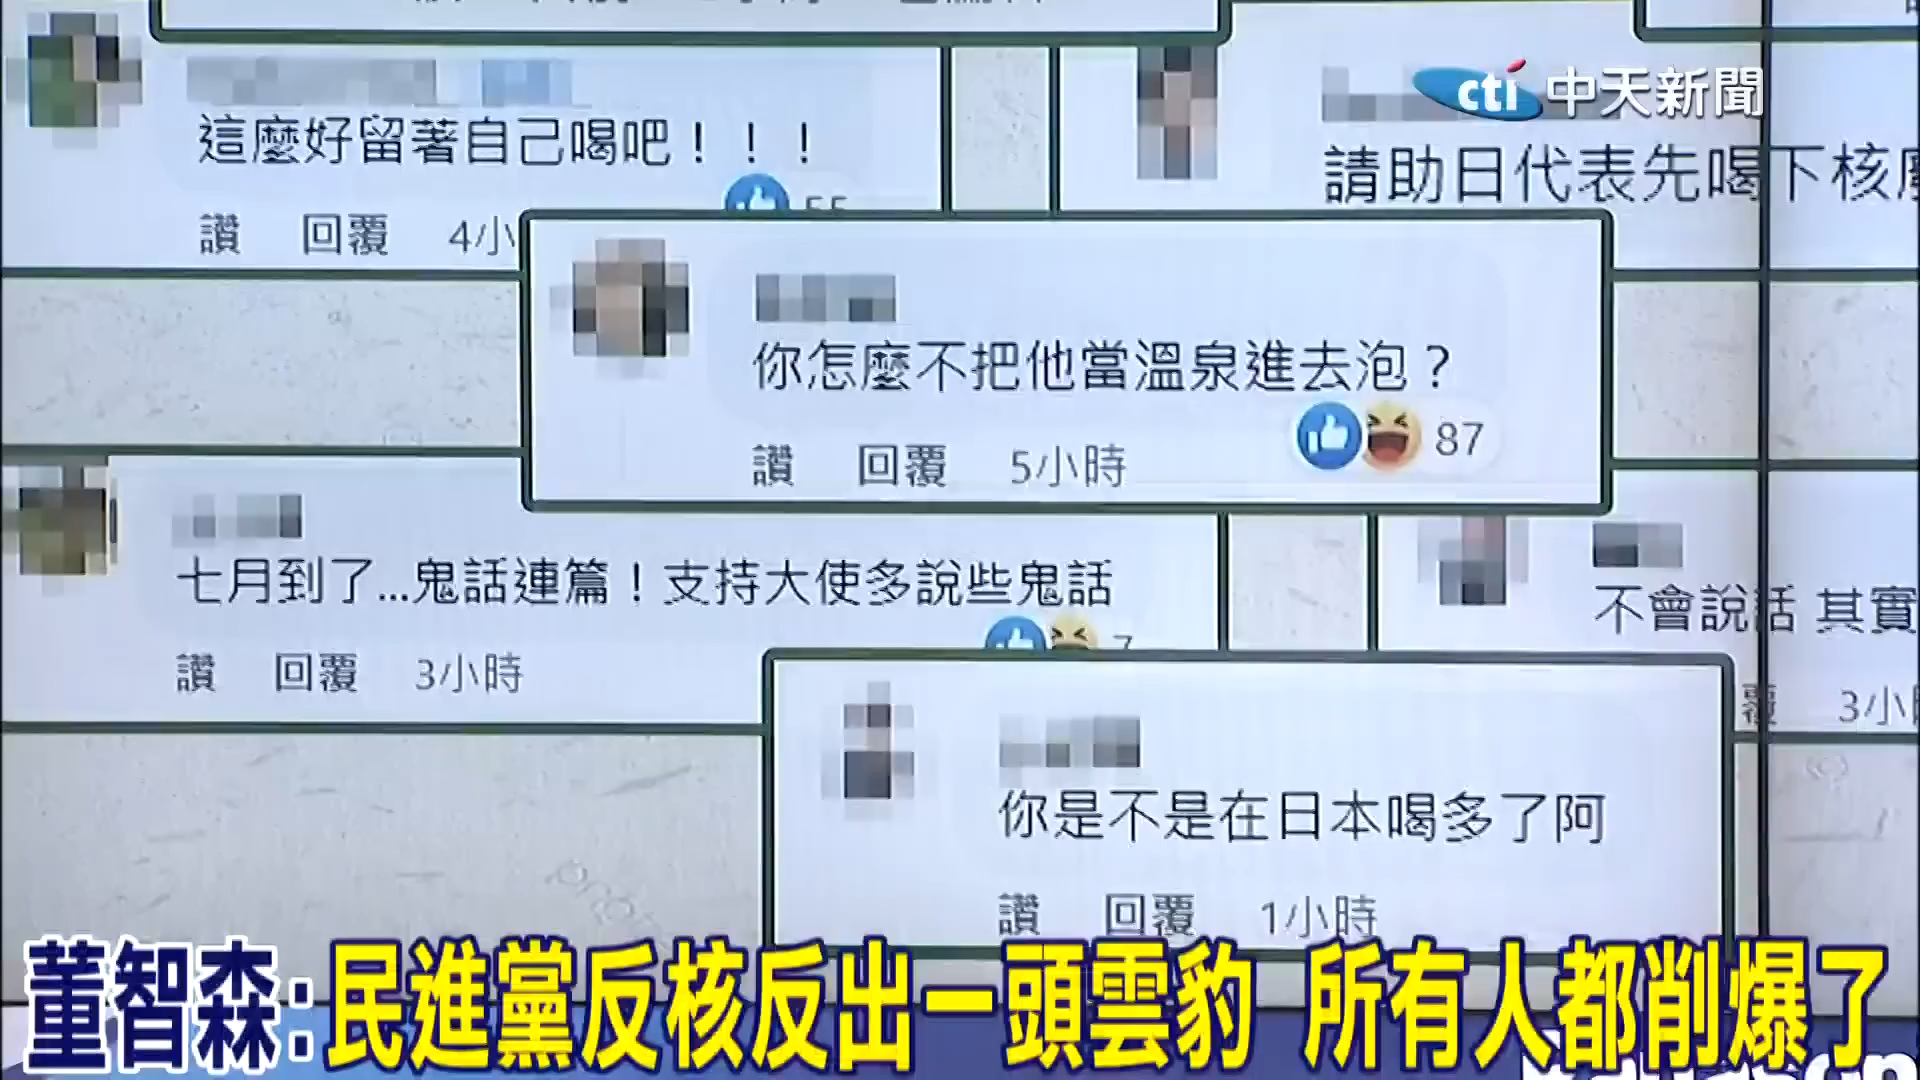 這麼好留著自己喝吧！！！
讚 回覆 4小
55
cti 中天新聞
請助日代表先喝下核
你怎麼不把他當溫泉進去泡？
87
讚 回覆 5小時
七月到了...鬼話連篇！支持大使多說些鬼話
7
讚 回覆 3小時
不會說話 其實
覆 3小
你是不是在日本喝多了阿
讚 回覆 1小時
董智森:民進黨反核反出一頭雲豹 所有人都削爆了